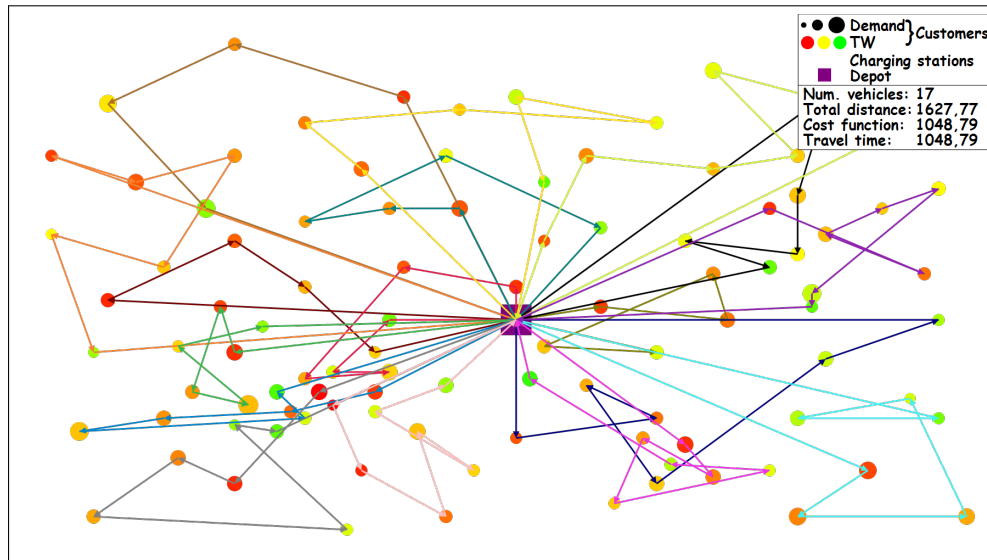 Demand
TW
Customers
Charging stations
Depot
Num. vehicles: 17
Total distance: 1627,77
Cost function: 1048,79
Travel time: 1048,79